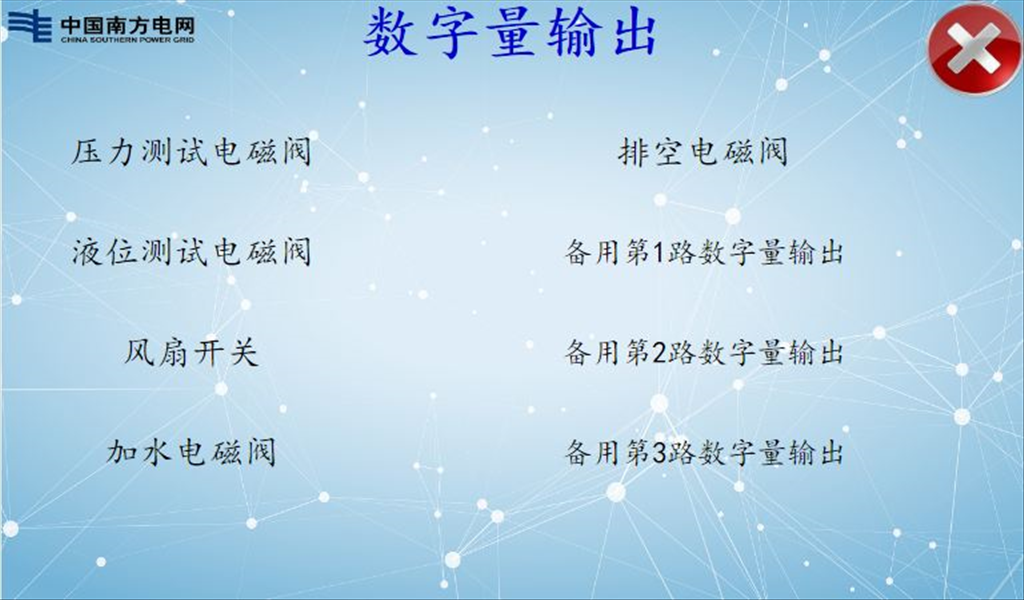 中国南方电网
CHINA SOUTHERN POWER GRID
数字量输出
压力测试电磁阀
排空电磁阀
液位测试电磁阀
备用第1路数字量输出
风扇开关
备用第2路数字量输出
加水电磁阀
备用第3路数字量输出